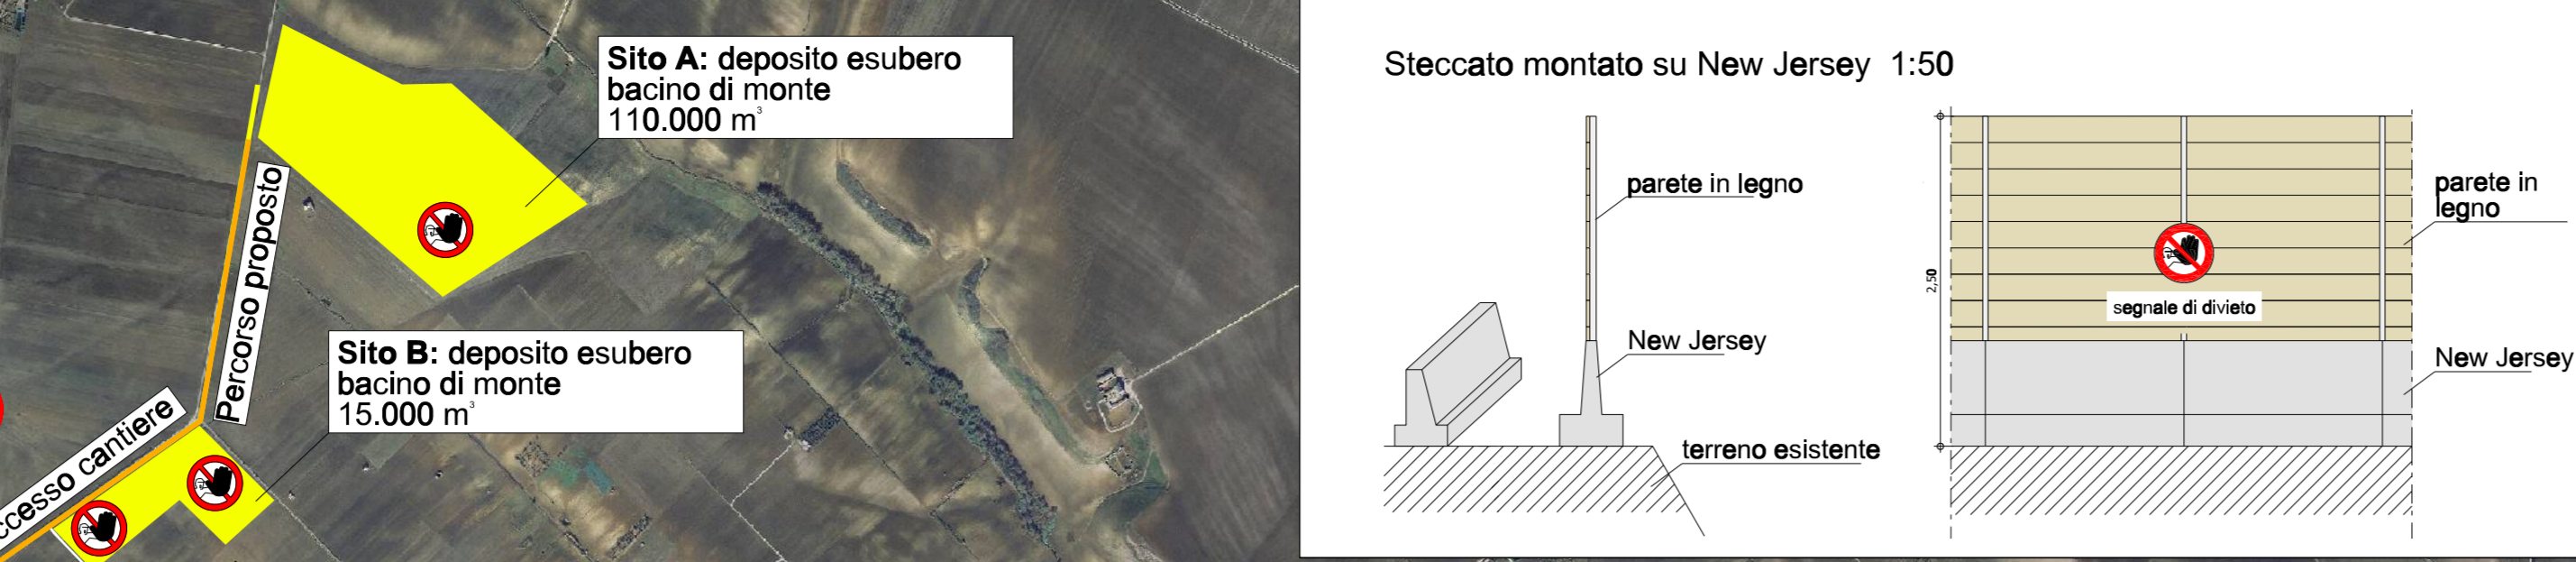 Sito A: deposito esubero
bacino di monte
110.000 m³
Percorso proposto
Sito B: deposito esubero
bacino di monte
15.000 m³
ccesso cantiere
Steccato montato su New Jersey 1:50
parete in legno
New Jersey
terreno esistente
2,50
segnale di divieto
parete in
legno
New Jersey